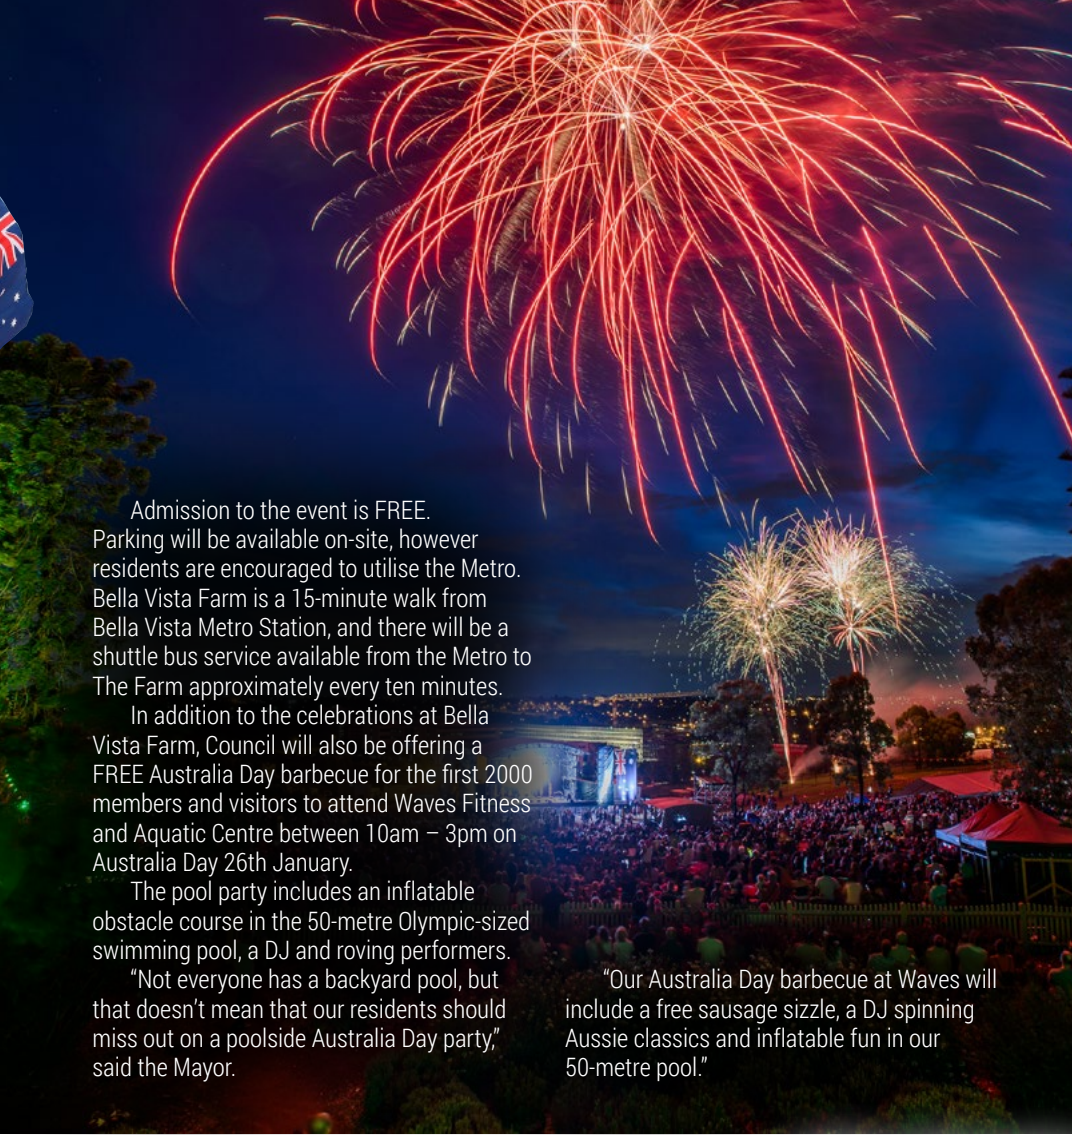 Admission to the event is FREE.
Parking will be available on-site, however
residents are encouraged to utilise the Metro.
Bella Vista Farm is a 15-minute walk from
Bella Vista Metro Station, and there will be a
shuttle bus service available from the Metro to
The Farm approximately every ten minutes.
In addition to the celebrations at Bella
Vista Farm, Council will also be offering a
FREE Australia Day barbecue for the first 2000
members and visitors to attend Waves Fitness
and Aquatic Centre between 10am – 3pm on
Australia Day 26th January.
The pool party includes an inflatable
obstacle course in the 50-metre Olympic-sized
swimming pool, a DJ and roving performers.
“Not everyone has a backyard pool, but
that doesn’t mean that our residents should
miss out on a poolside Australia Day party,”
said the Mayor.
“Our Australia Day barbecue at Waves will
include a free sausage sizzle, a DJ spinning
Aussie classics and inflatable fun in our
50-metre pool.”